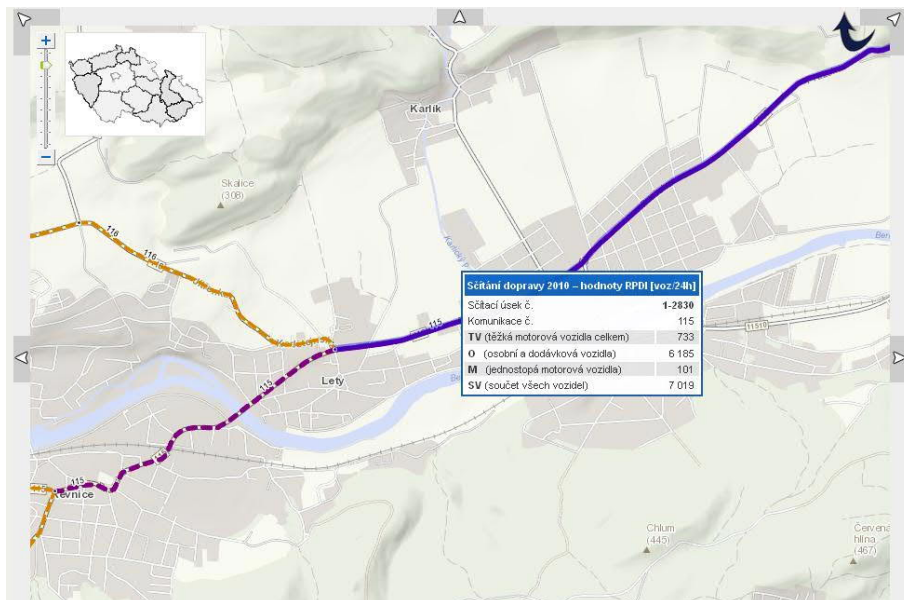 Karlík
Skalice
(308)
116
116
115
Lety
115
115
Řevnice
11510
Sčítání dopravy 2010 – hodnoty RPDI [voz/24h]
Sčítací úsek č. 1-2830
Komunikace č. 115
TV (těžká motorová vozidla celkem) 733
O (osobní a dodávková vozidla) 6 185
M (jednostopá motorová vozidla) 101
SV (součet všech vozidel) 7 019
Chlum
(445)
Červená
hlína
(467)